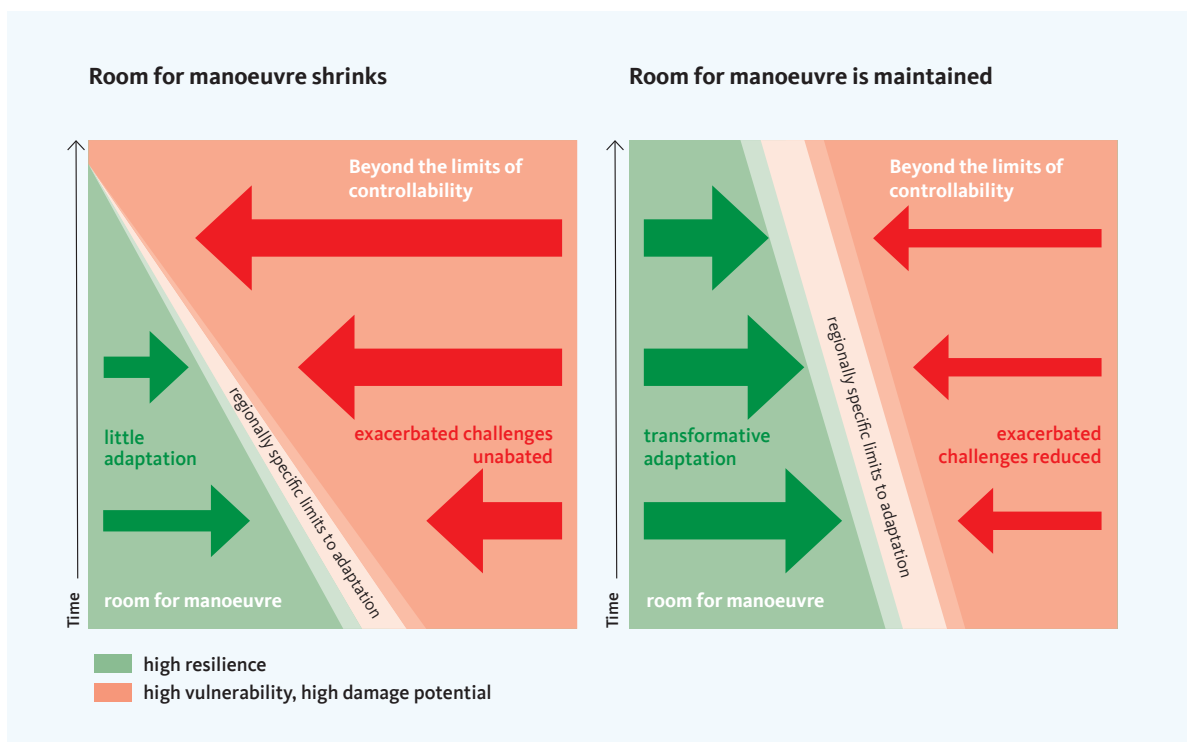 Room for manoeuvre shrinks
Time
Beyond the limits of
controllability
little
adaptation
exacerbated challenges
unabated
regionally specific limits to adaptation
room for manoeuvre
Room for manoeuvre is maintained
Time
Beyond the limits of
controllability
transformative
adaptation
exacerbated
challenges reduced
regionally specific limits to adaptation
room for manoeuvre
high resilience
high vulnerability, high damage potential